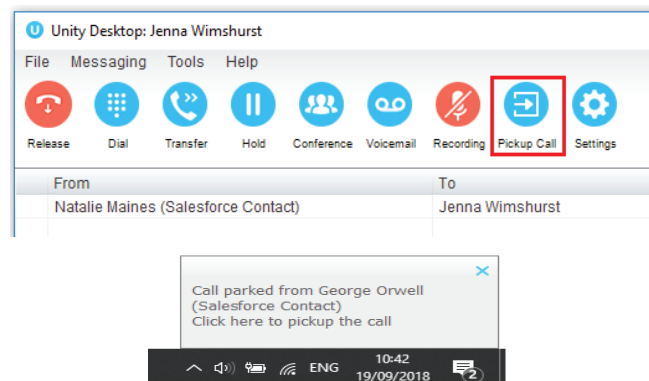 U Unity Desktop: Jenna Wimshurst
File Messaging Tools Help
Release Dial Transfer Hold Conference Voicemail Recording Pickup Call Settings
From To
Natalie Maines (Salesforce Contact) Jenna Wimshurst
Call parked from George Orwell
(Salesforce Contact)
Click here to pickup the call
ENG 10:42
19/09/2018 2